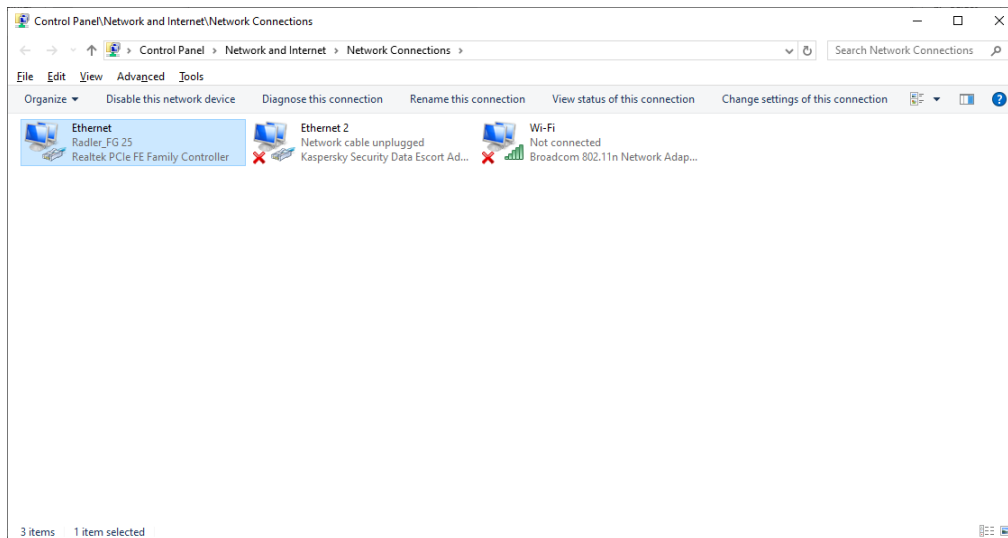 Control Panel\Network and Internet\Network Connections
Control Panel › Network and Internet › Network Connections ›
Search Network Connections
File Edit View Advanced Tools
Organize Disable this network device Diagnose this connection Rename this connection View status of this connection Change settings of this connection
Ethernet
Radler_FG 25
Realtek PCIe FE Family Controller
Ethernet 2
Network cable unplugged
Kaspersky Security Data Escort Ad...
Wi-Fi
Not connected
Broadcom 802.11n Network Adap...
3 items 1 item selected